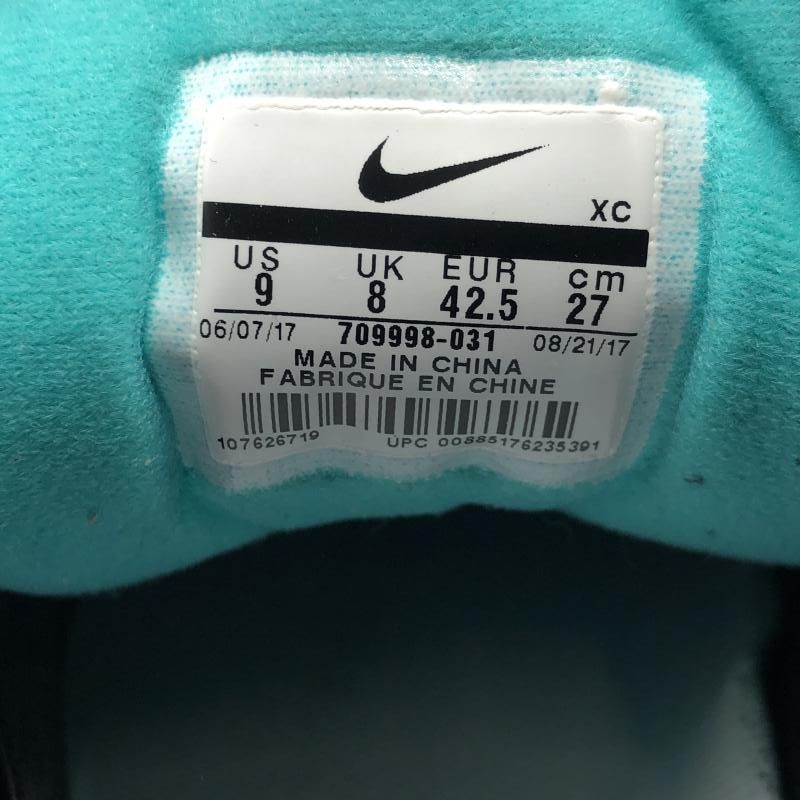 XC
US UK EUR cm
9 8 42.5 27
06/07/17 709998-031 08/21/17
MADE IN CHINA
FABRIQUE EN CHINE
107626719 UPC 00885176235391